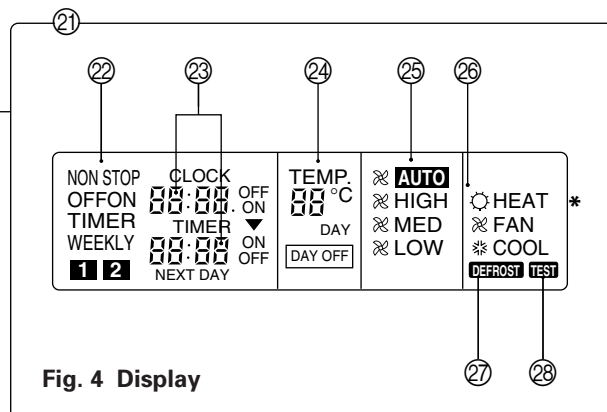 21
22 23 24 25 26
NON STOP
OFFON
TIMER
WEEKLY
1 2
CLOCK
88:88. OFF ON
TIMER ▼
88:88 ON OFF
NEXT DAY
TEMP.
88 °C
DAY
DAY OFF
AUTO
HIGH
MED
LOW
HEAT *
FAN
COOL
DEFROST TEST
27 28
Fig. 4 Display